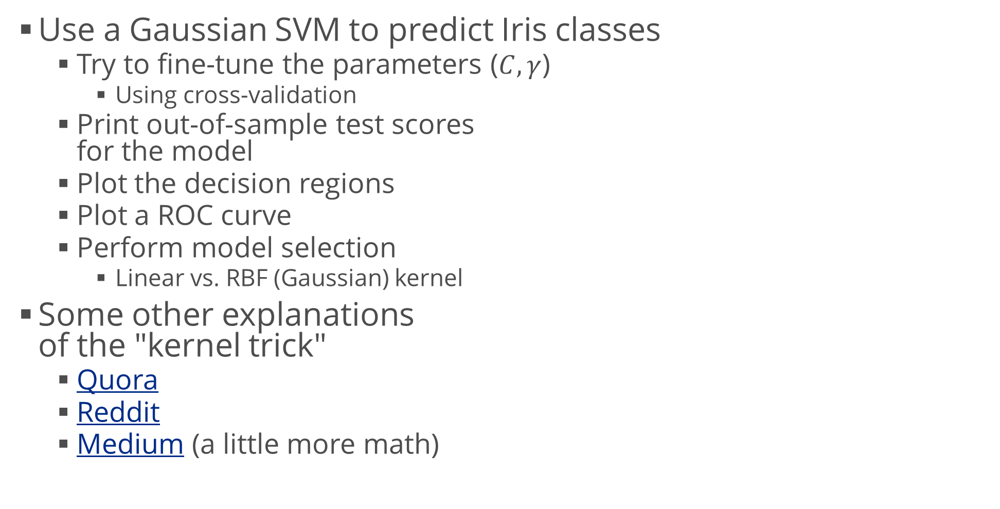 ▪ Use a Gaussian SVM to predict Iris classes
▪ Try to fine-tune the parameters (C, γ)
▪ Using cross-validation
▪ Print out-of-sample test scores
for the model
▪ Plot the decision regions
▪ Plot a ROC curve
▪ Perform model selection
▪ Linear vs. RBF (Gaussian) kernel
▪ Some other explanations
of the "kernel trick"
▪ Quora
▪ Reddit
▪ Medium (a little more math)